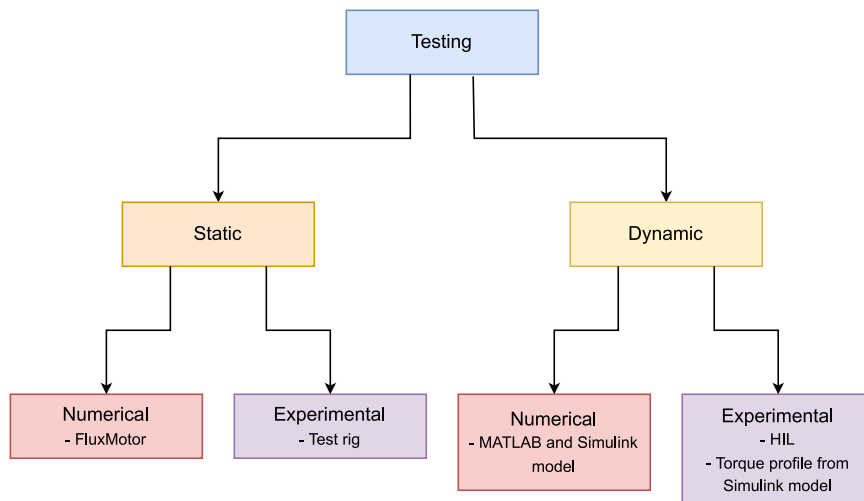 Testing
Static
Dynamic
Numerical
- FluxMotor
Experimental
- Test rig
Numerical
- MATLAB and Simulink
model
Experimental
- HIL
- Torque profile from
Simulink model